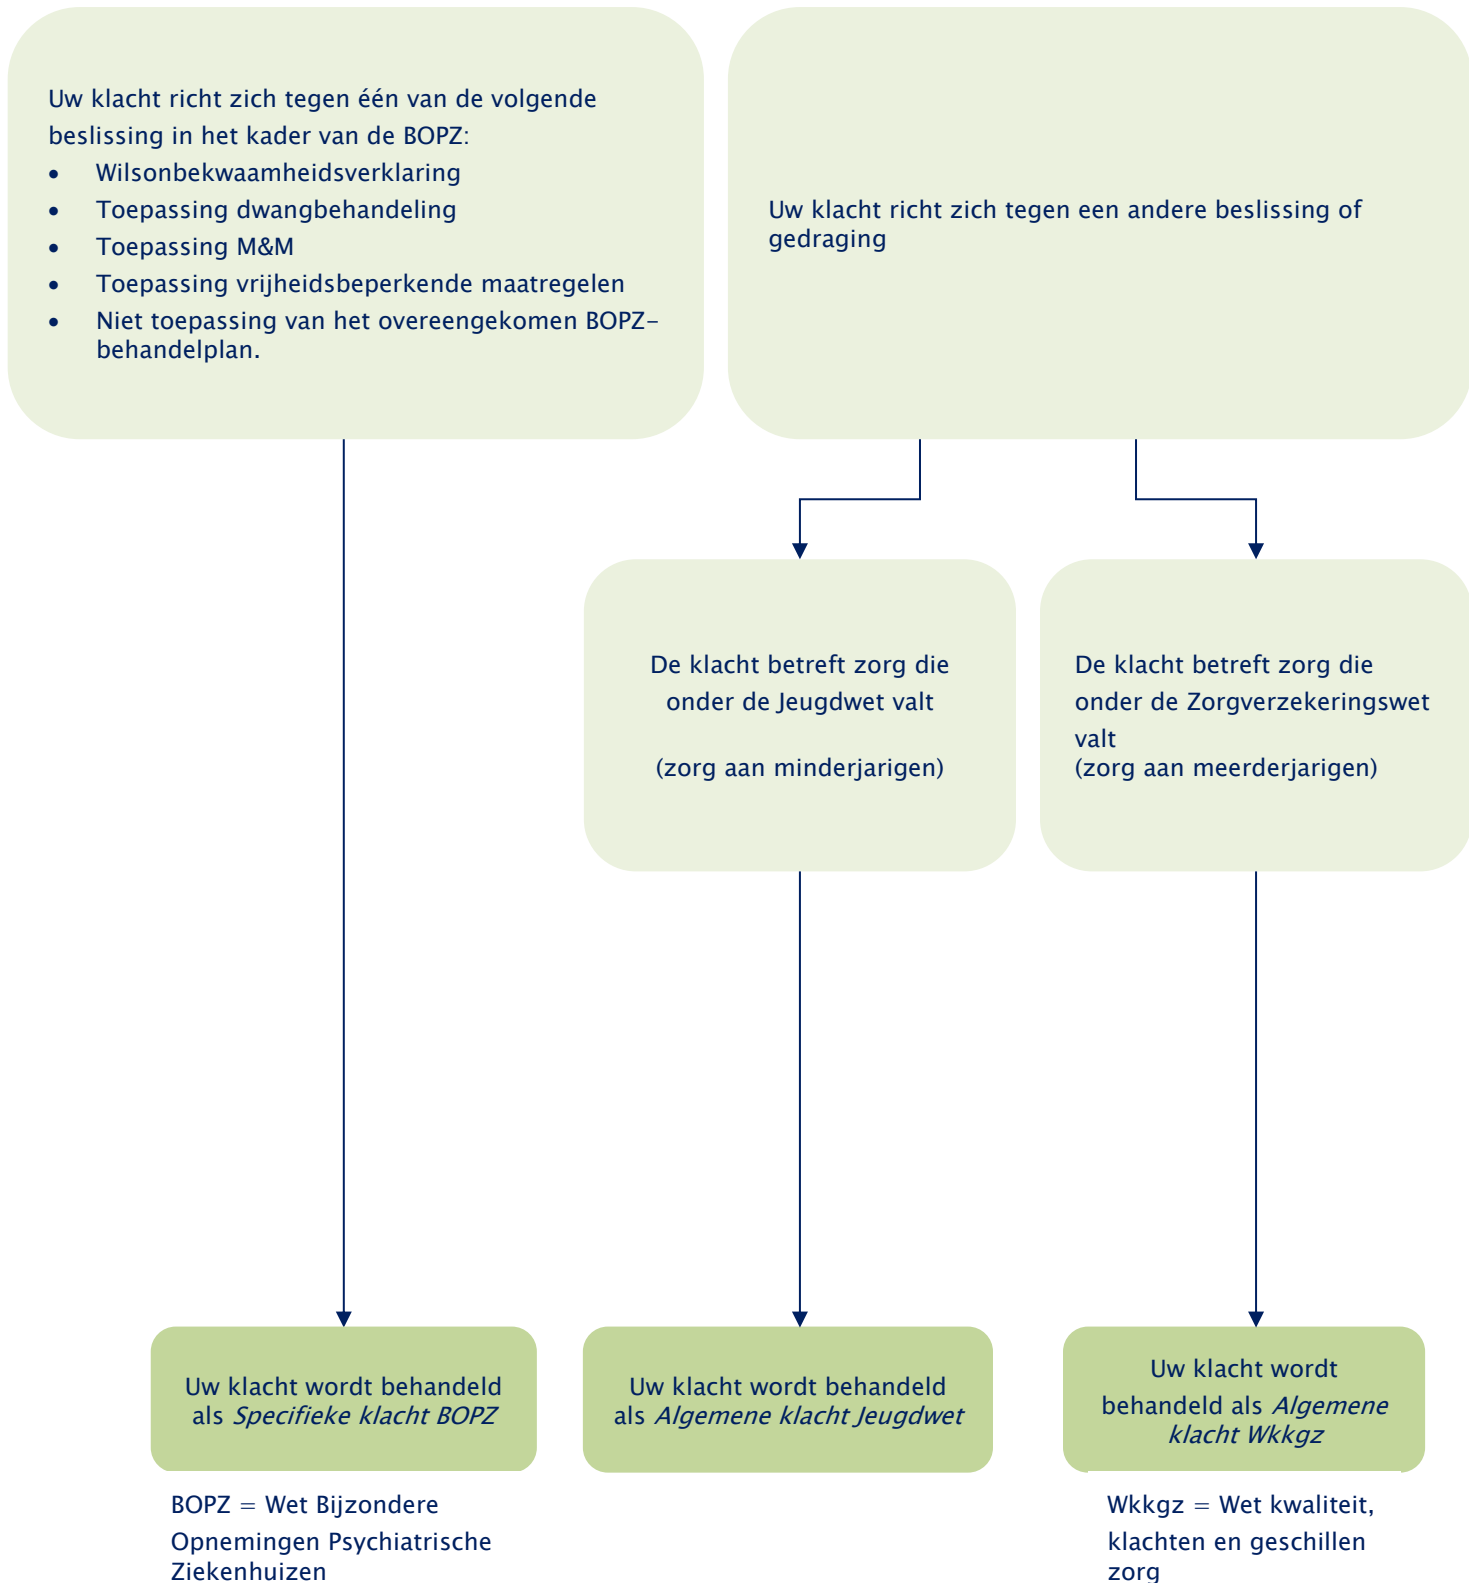 Uw klacht richt zich tegen één van de volgende
beslissing in het kader van de BOPZ:
• Wilsonbekwaamheidsverklaring
• Toepassing dwangbehandeling
• Toepassing M&M
• Toepassing vrijheidsbeperkende maatregelen
• Niet toepassing van het overeengekomen BOPZ-
behandelplan.
Uw klacht richt zich tegen een andere beslissing of
gedraging
De klacht betreft zorg die
onder de Jeugdwet valt
(zorg aan minderjarigen)
De klacht betreft zorg die
onder de Zorgverzekeringswet
valt
(zorg aan meerderjarigen)
Uw klacht wordt behandeld
als Specifieke klacht BOPZ
Uw klacht wordt behandeld
als Algemene klacht Jeugdwet
Uw klacht wordt
behandeld als Algemene
klacht Wkkgz
BOPZ = Wet Bijzondere
Opnemingen Psychiatrische
Ziekenhuizen
Wkkgz = Wet kwaliteit,
klachten en geschillen
zorg